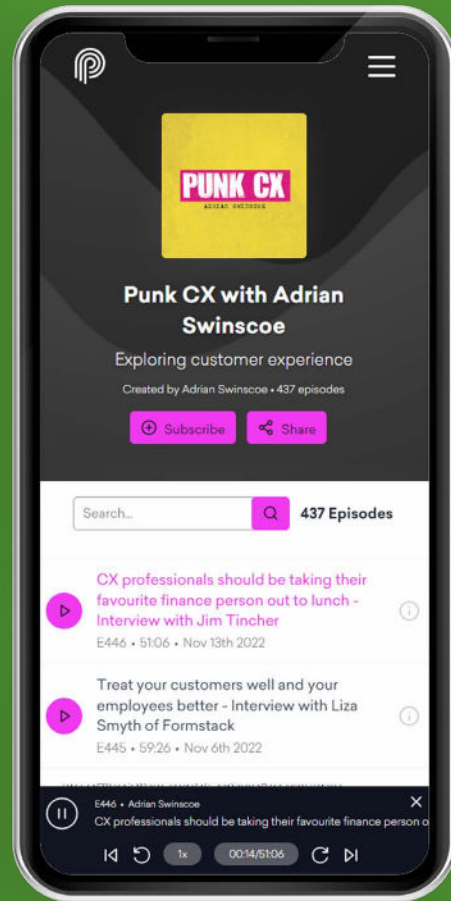 PUNK CX
ADRIAN SWINSCOE
Punk CX with Adrian
Swinscoe
Exploring customer experience
Created by Adrian Swinscoe • 437 episodes
Subscribe
Share
Search...
437 Episodes
CX professionals should be taking their
favourite finance person out to lunch -
Interview with Jim Tincher
E446 • 51:06 • Nov 13th 2022
Treat your customers well and your
employees better - Interview with Liza
Smyth of Formstack
E445 • 59:26 • Nov 6th 2022
E446 • Adrian Swinscoe
CX professionals should be taking their favourite finance person o
1x
00:14/51:06